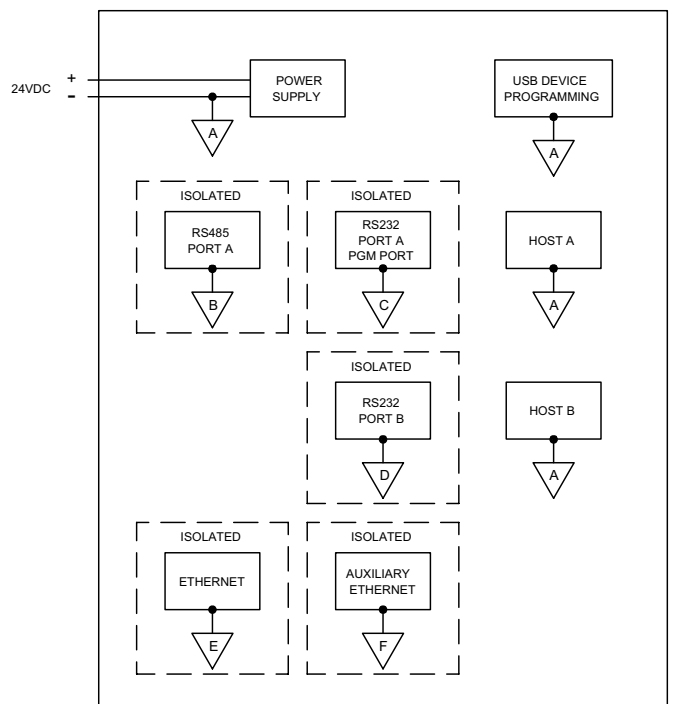 24VDC
+
-
POWER
SUPPLY
A
USB DEVICE
PROGRAMMING
A
ISOLATED
RS485
PORT A
B
ISOLATED
RS232
PORT A
PGM PORT
C
HOST A
A
ISOLATED
RS232
PORT B
D
HOST B
A
ISOLATED
ETHERNET
E
ISOLATED
AUXILIARY
ETHERNET
F